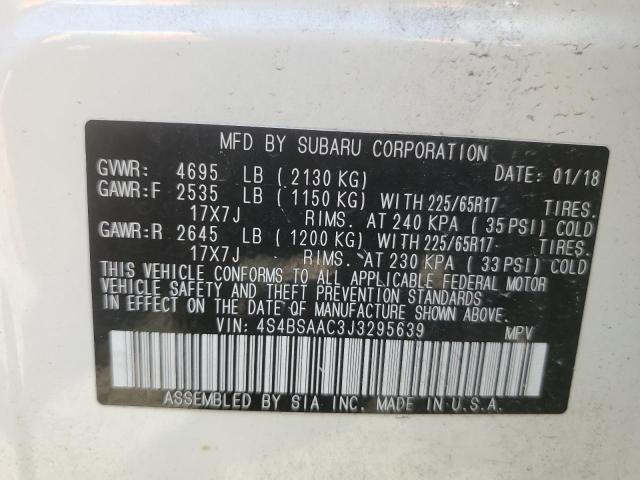 MFD BY SUBARU CORPORATION
GVWR: 4695 LB ( 2130 KG) DATE: 01/18
GAWR:F 2535 LB ( 1150 KG) WITH 225/65R17 TIRES.
17X7J RIMS. AT 240 KPA ( 35 PSI) COLD
GAWR:R 2645 LB ( 1200 KG) WITH 225/65R17 TIRES.
17X7J RIMS. AT 230 KPA ( 33 PSI) COLD
THIS VEHICLE CONFORMS TO ALL APPLICABLE FEDERAL MOTOR
VEHICLE SAFETY AND THEFT PREVENTION STANDARDS
IN EFFECT ON THE DATE OF MANUFACTURE SHOWN ABOVE.
VIN: 4S4BSAAC3J3295639 MPV
ASSEMBLED BY SIA INC. MADE IN U.S.A.